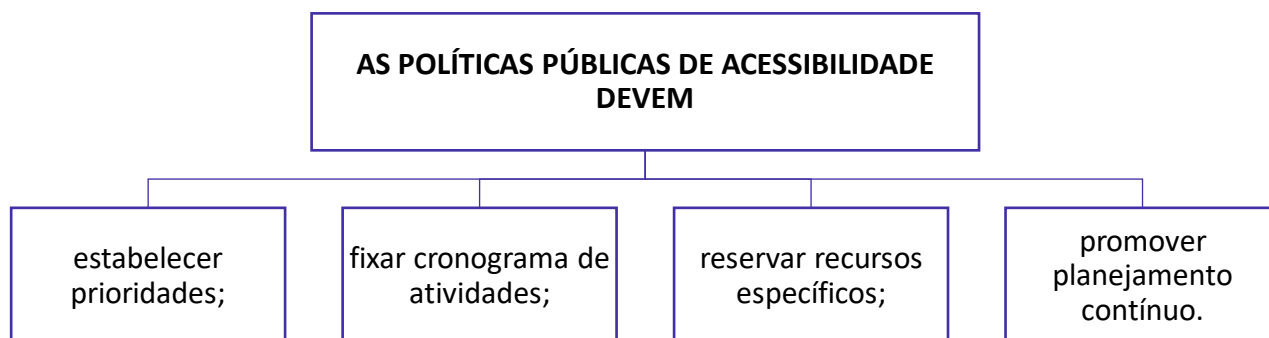 AS POLÍTICAS PÚBLICAS DE ACESSIBILIDADE
DEVEM
estabelecer
prioridades;
fixar cronograma de
atividades;
reservar recursos
específicos;
promover
planejamento
contínuo.